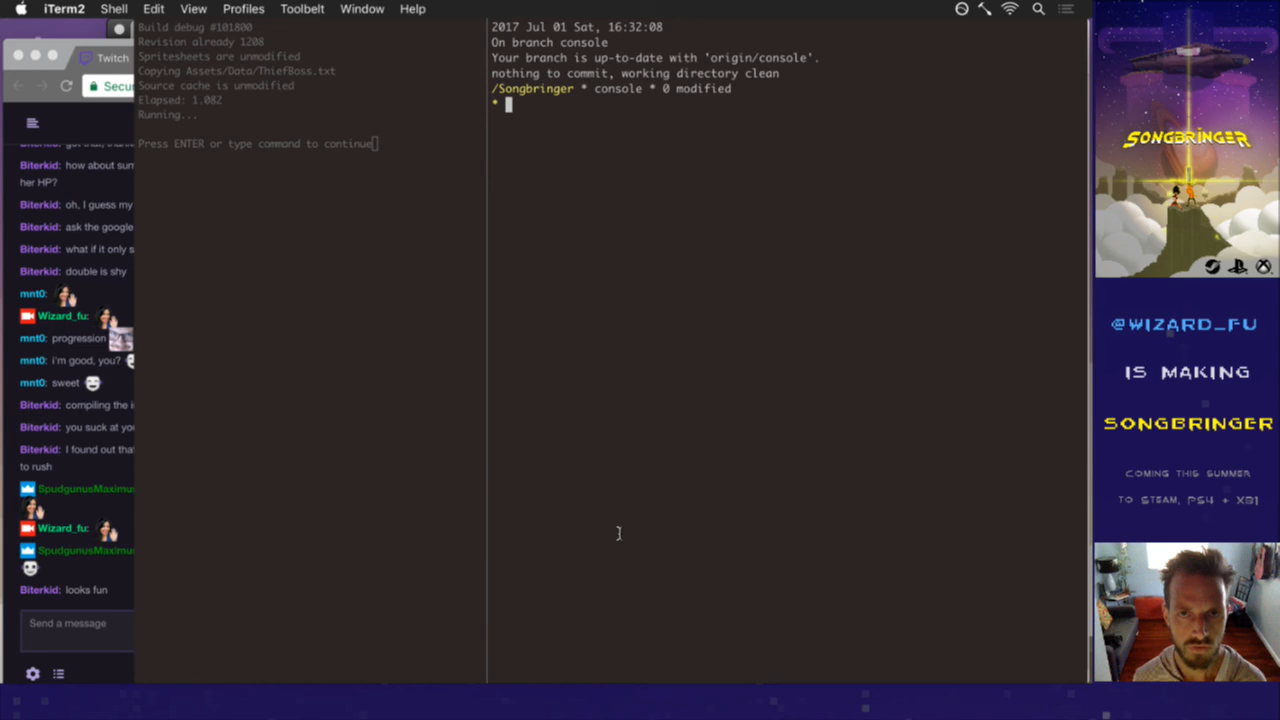 iTerm2 Shell Edit View Profiles Toolbelt Window Help
Twitch
Secu
Biterkid: how about sum
her HP?
Biterkid: oh, I guess my
Biterkid: ask the google
Biterkid: what if it only s
Biterkid: double is shy
mnt0:
Wizard_fu:
mnt0: progression
mnt0: i'm good, you?
mnt0: sweet
Biterkid: compiling the i
Biterkid: you suck at yo
Biterkid: I found out tha
to rush
SpudgunusMaximu
Wizard_fu:
SpudgunusMaximu
Biterkid: looks fun
Send a message
Build debug #101800
Revision already 1208
Spritesheets are unmodified
Copying Assets/Data/ThiefBoss.txt
Source cache is unmodified
Elapsed: 1.082
Running...
Press ENTER or type command to continue
2017 Jul 01 Sat, 16:32:08
On branch console
Your branch is up-to-date with 'origin/console'.
nothing to commit, working directory clean
/Songbringer * console * 0 modified
*
SONGBRINGER
@WIZARD_FU
IS MAKING
SONGBRINGER
COMING THIS SUMMER
TO STEAM, PS4 + XB1